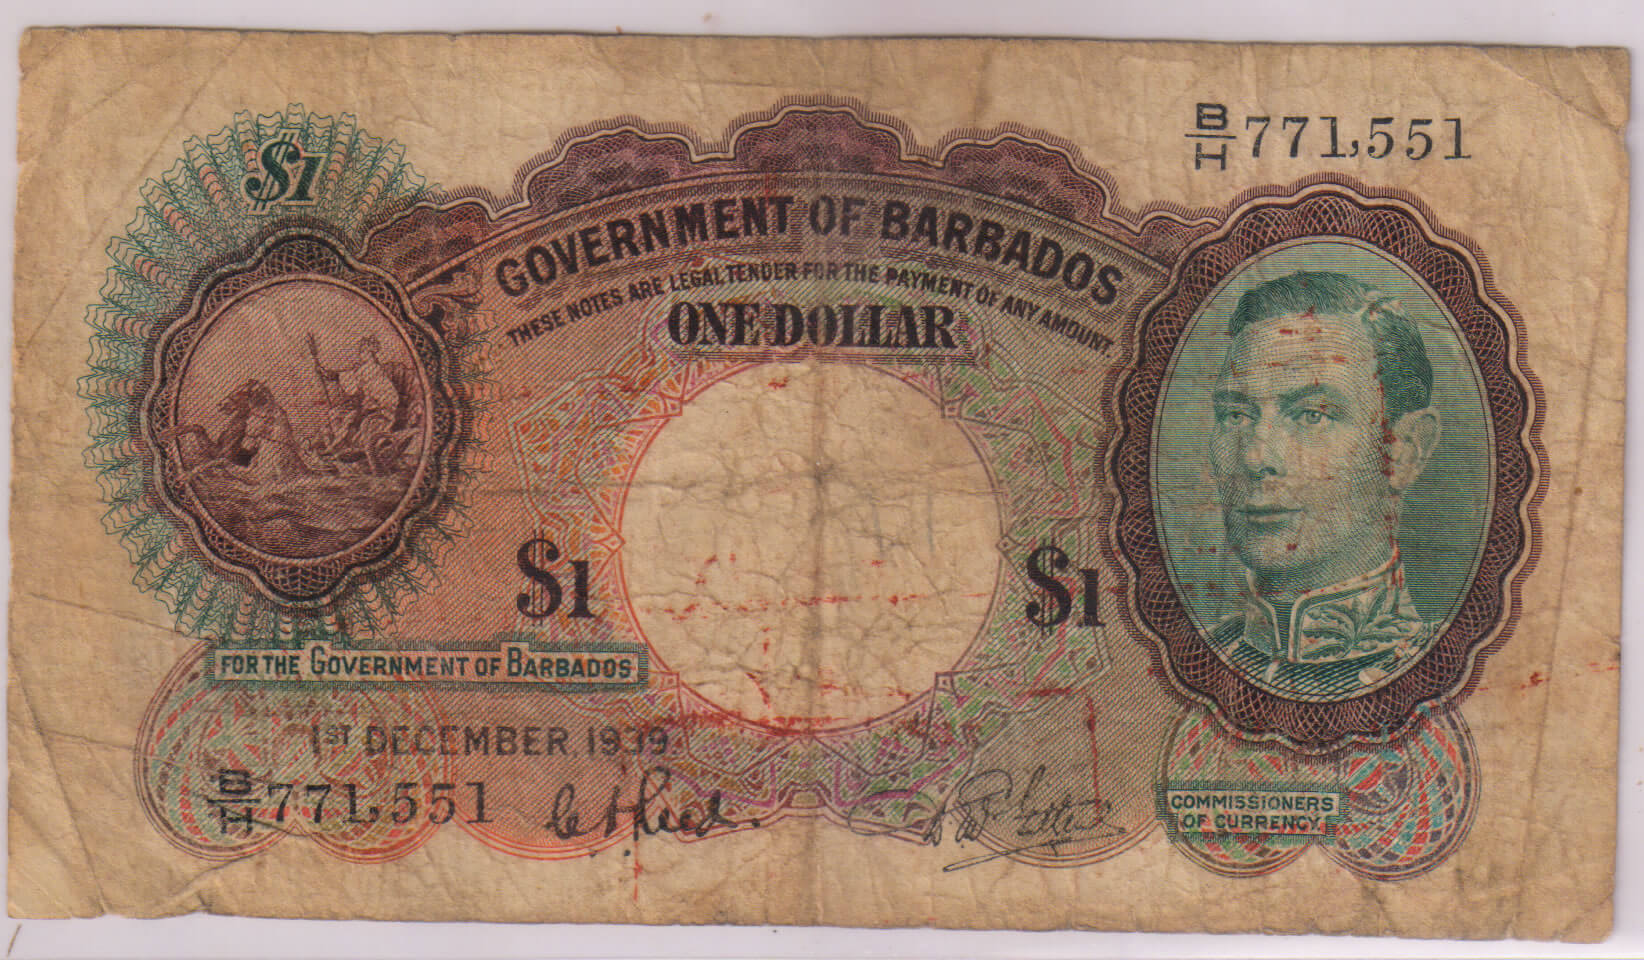 B/H 771,551
$1
GOVERNMENT OF BARBADOS
THESE NOTES ARE LEGAL TENDER FOR THE PAYMENT OF ANY AMOUNT.
ONE DOLLAR
$1 $1
FOR THE GOVERNMENT OF BARBADOS
1ST DECEMBER 1939
B/H 771,551
COMMISSIONERS
OF CURRENCY.